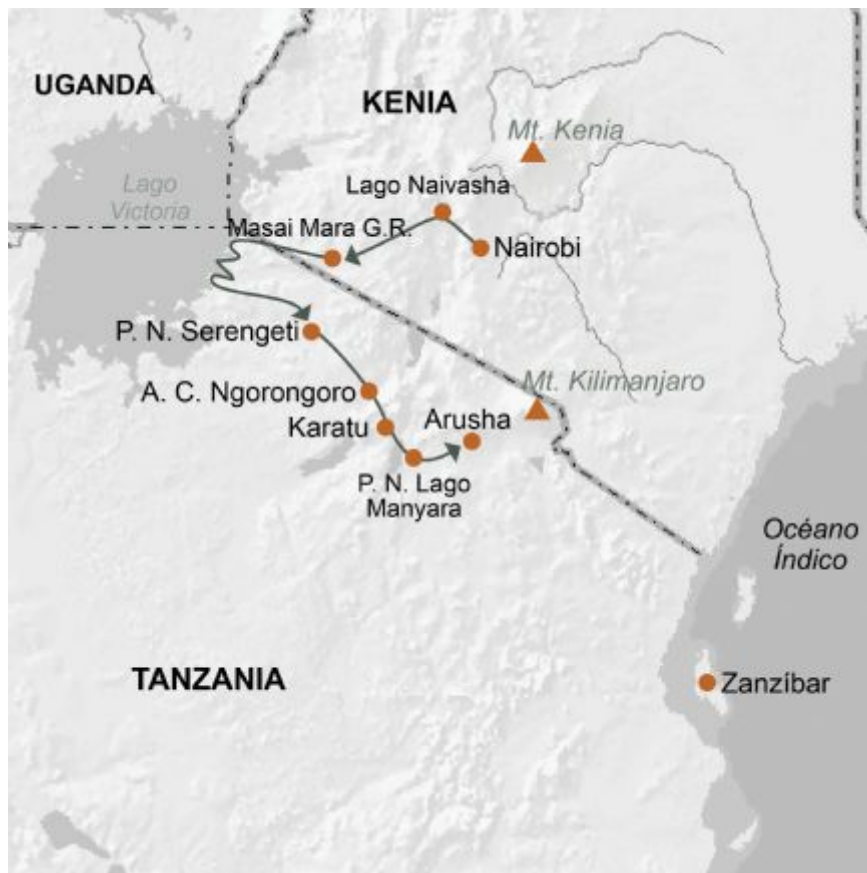 UGANDA
KENIA
Mt. Kenia
Lago
Victoria
Lago Naivasha
Masai Mara G.R.
Nairobi
P. N. Serengeti
Mt. Kilimanjaro
A. C. Ngorongoro
Karatu
Arusha
P. N. Lago
Manyara
Océano
Índico
TANZANIA
Zanzíbar